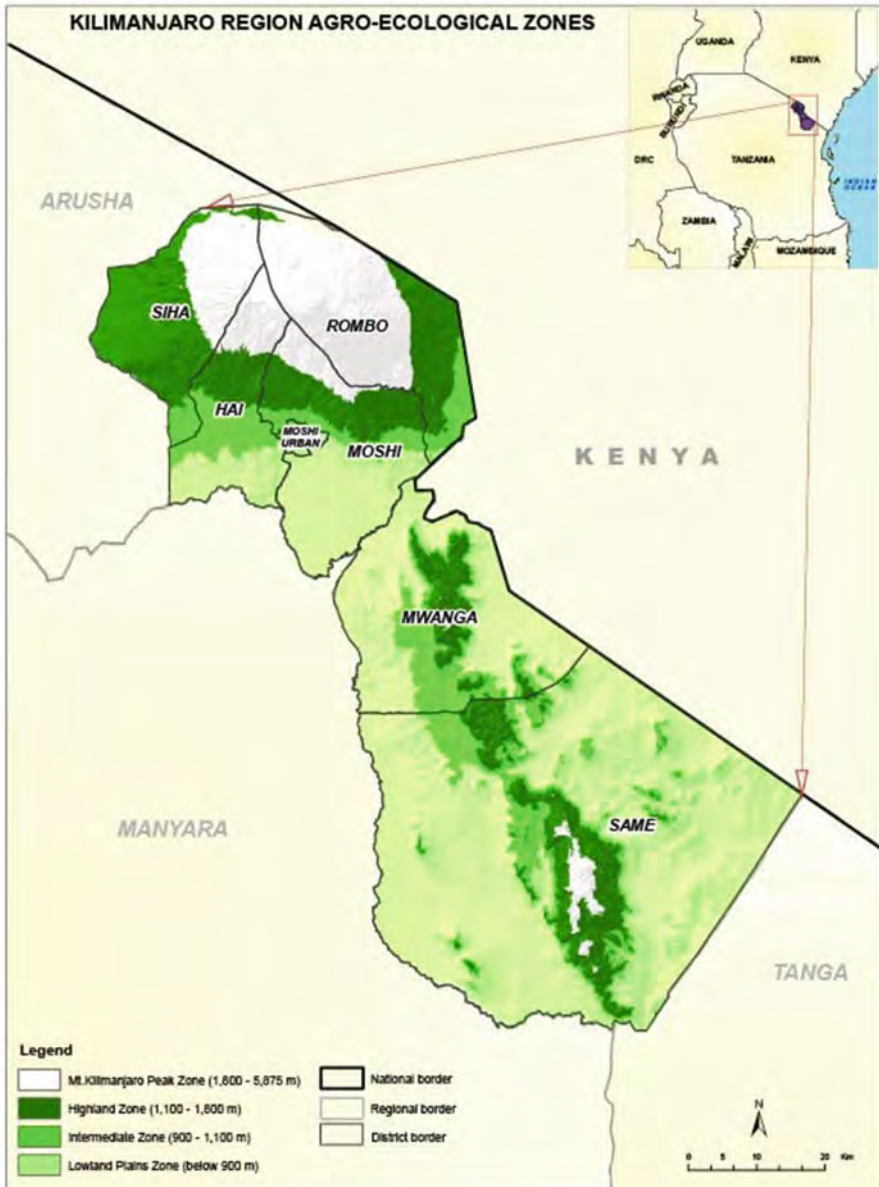 KILIMANJARO REGION AGRO-ECOLOGICAL ZONES
UGANDA
KENYA
RWANDA
BURUNDI
DRC
TANZANIA
INDIAN
OCEAN
ZAMBIA
MALAWI
MOZAMBIQUE
ARUSHA
SIHA
ROMBO
HAI
MOSHI
URBAN
MOSHI
KENYA
MWANGA
SAME
MANYARA
TANGA
Legend
Mt.Kilimanjaro Peak Zone (1,800 - 5,875 m)
Highland Zone (1,100 - 1,800 m)
Intermediate Zone (900 - 1,100 m)
Lowland Plains Zone (below 900 m)
National border
Regional border
District border
N
0 5 10 20 Km